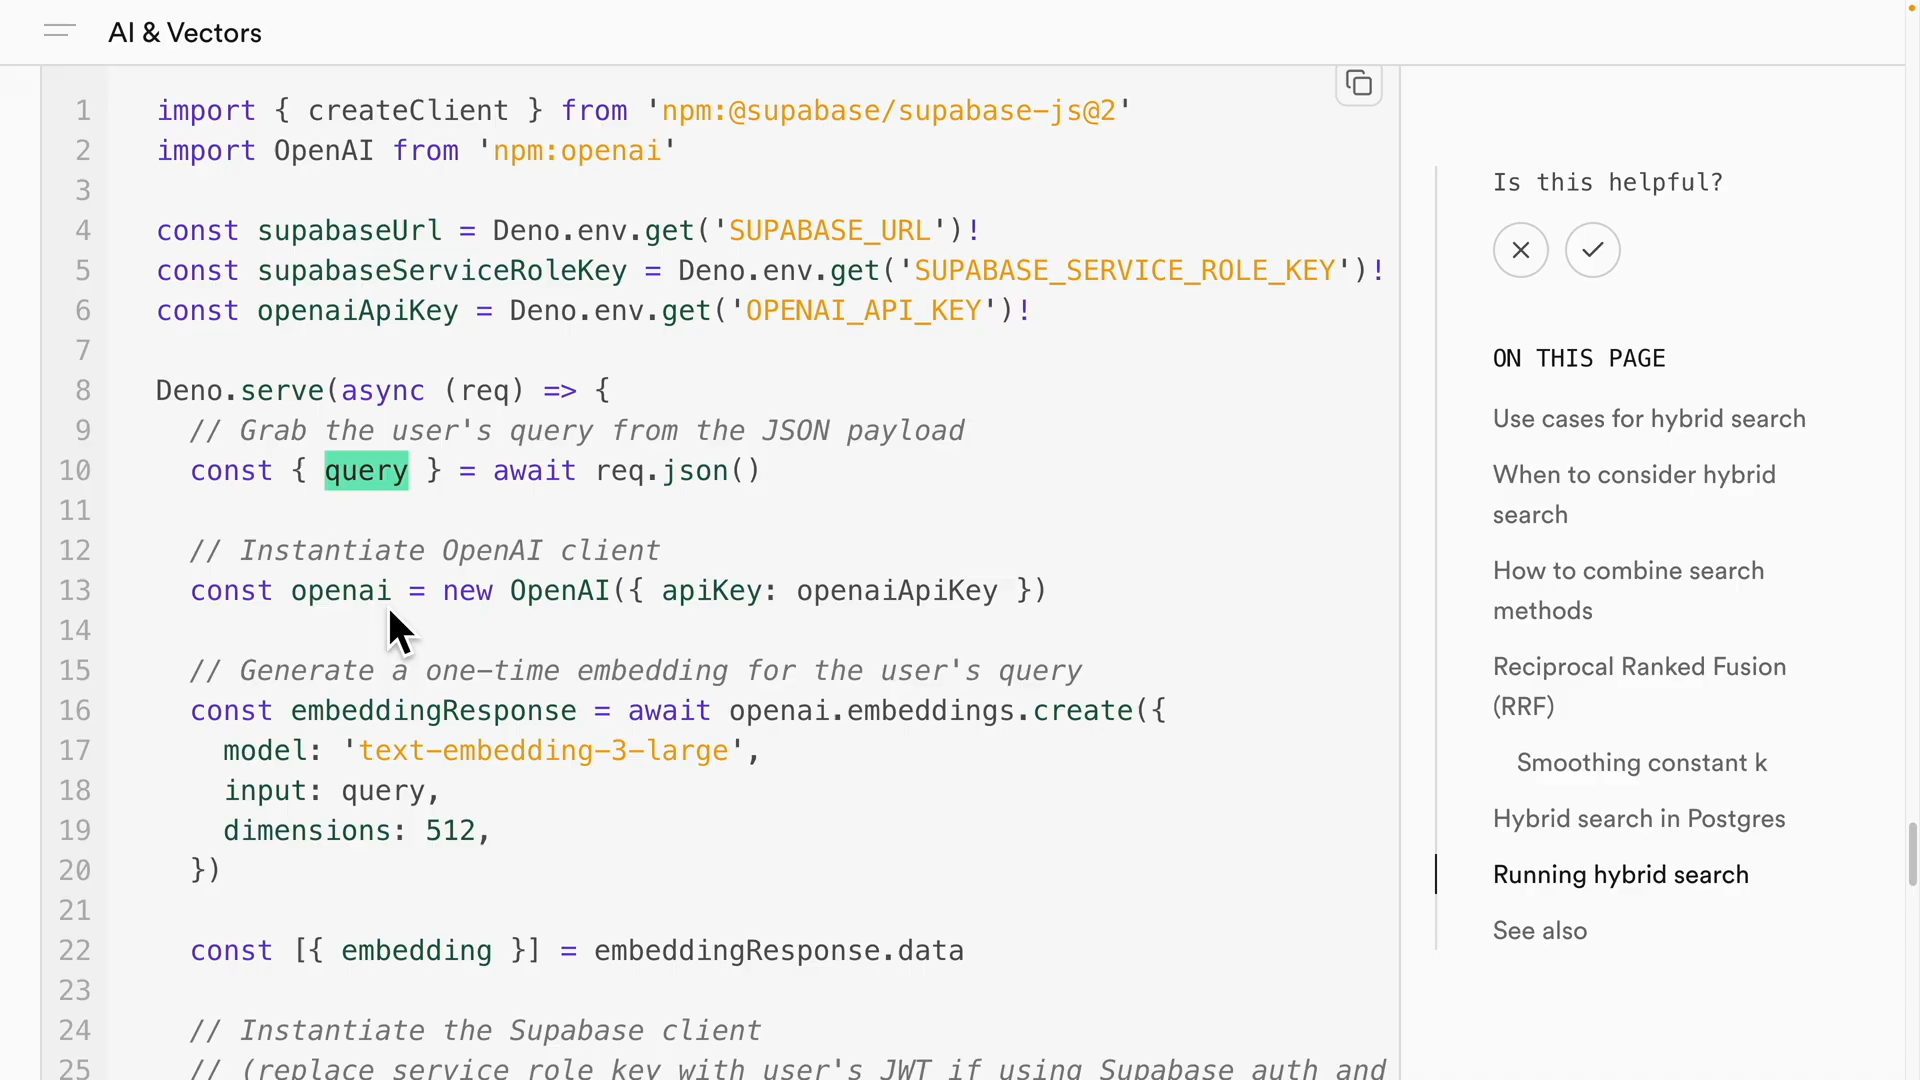 AI & Vectors
1 import { createClient } from 'npm:@supabase/supabase-js@2'
2 import OpenAI from 'npm:openai'
3
4 const supabaseUrl = Deno.env.get('SUPABASE_URL')!
5 const supabaseServiceRoleKey = Deno.env.get('SUPABASE_SERVICE_ROLE_KEY')!
6 const openaiApiKey = Deno.env.get('OPENAI_API_KEY')!
7
8 Deno.serve(async (req) => {
9 // Grab the user's query from the JSON payload
10 const { query } = await req.json()
11
12 // Instantiate OpenAI client
13 const openai = new OpenAI({ apiKey: openaiApiKey })
14
15 // Generate a one-time embedding for the user's query
16 const embeddingResponse = await openai.embeddings.create({
17 model: 'text-embedding-3-large',
18 input: query,
19 dimensions: 512,
20 })
21
22 const [{ embedding }] = embeddingResponse.data
23
24 // Instantiate the Supabase client
25 // (replace service role key with user's JWT if using Supabase auth and
Is this helpful?
ON THIS PAGE
Use cases for hybrid search
When to consider hybrid
search
How to combine search
methods
Reciprocal Ranked Fusion
(RRF)
Smoothing constant k
Hybrid search in Postgres
Running hybrid search
See also